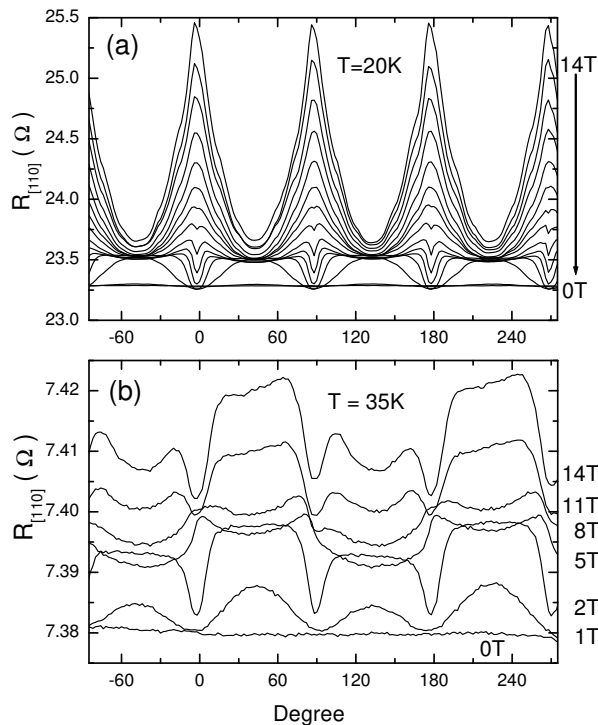 25.5
(a)
T=20K
14T
25.0
24.5
R[110] ( Ω )
24.0
23.5
0T
23.0
-60 0 60 120 180 240
7.42
(b)
T = 35K
7.41
14T
R[110] ( Ω )
7.40
11T
8T
7.39
5T
2T
7.38
0T
1T
-60 0 60 120 180 240
Degree